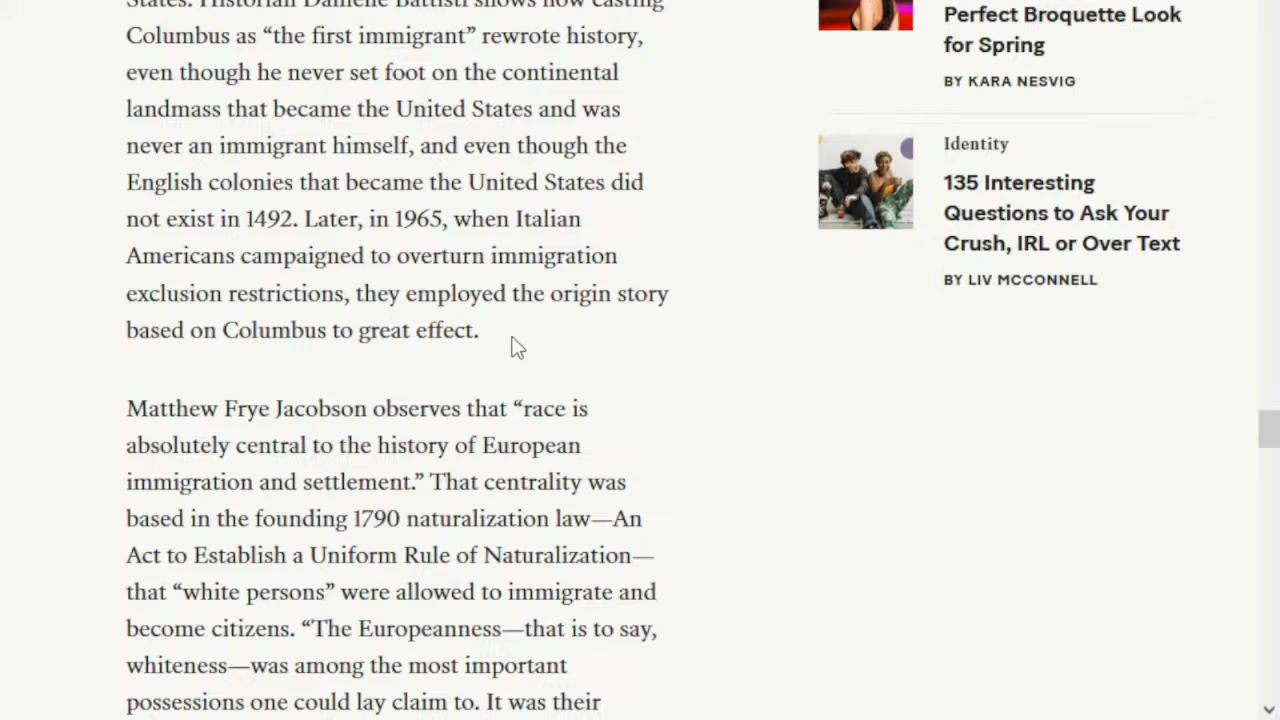 States. Historian Danielle Battisti shows how casting
Columbus as “the first immigrant” rewrote history,
even though he never set foot on the continental
landmass that became the United States and was
never an immigrant himself, and even though the
English colonies that became the United States did
not exist in 1492. Later, in 1965, when Italian
Americans campaigned to overturn immigration
exclusion restrictions, they employed the origin story
based on Columbus to great effect.
Matthew Frye Jacobson observes that “race is
absolutely central to the history of European
immigration and settlement.” That centrality was
based in the founding 1790 naturalization law—An
Act to Establish a Uniform Rule of Naturalization—
that “white persons” were allowed to immigrate and
become citizens. “The Europeanness—that is to say,
whiteness—was among the most important
possessions one could lay claim to. It was their
Perfect Broquette Look
for Spring
BY KARA NESVIG
Identity
135 Interesting
Questions to Ask Your
Crush, IRL or Over Text
BY LIV MCCONNELL